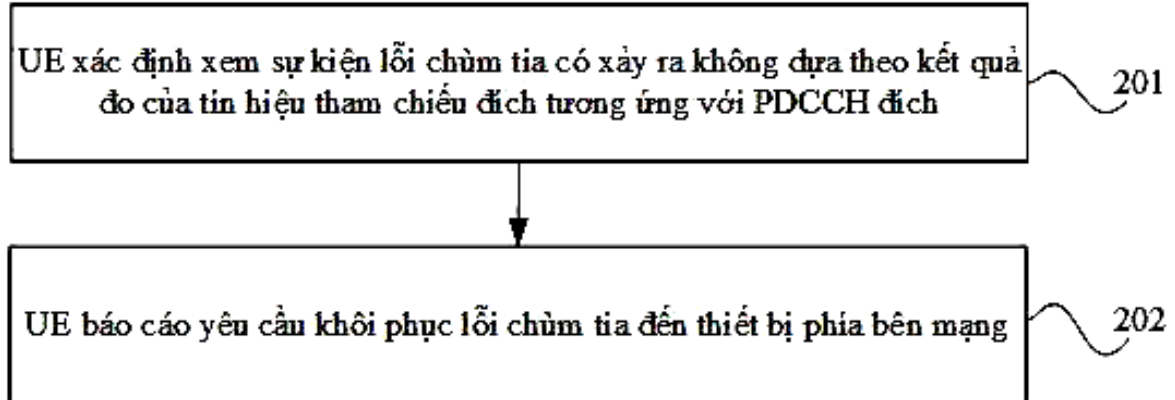 UE xác định xem sự kiện lỗi chùm tia có xảy ra không dựa theo kết quả
đo của tín hiệu tham chiếu đích tương ứng với PDCCH đích
201
UE báo cáo yêu cầu khôi phục lỗi chùm tia đến thiết bị phía bên mạng
202